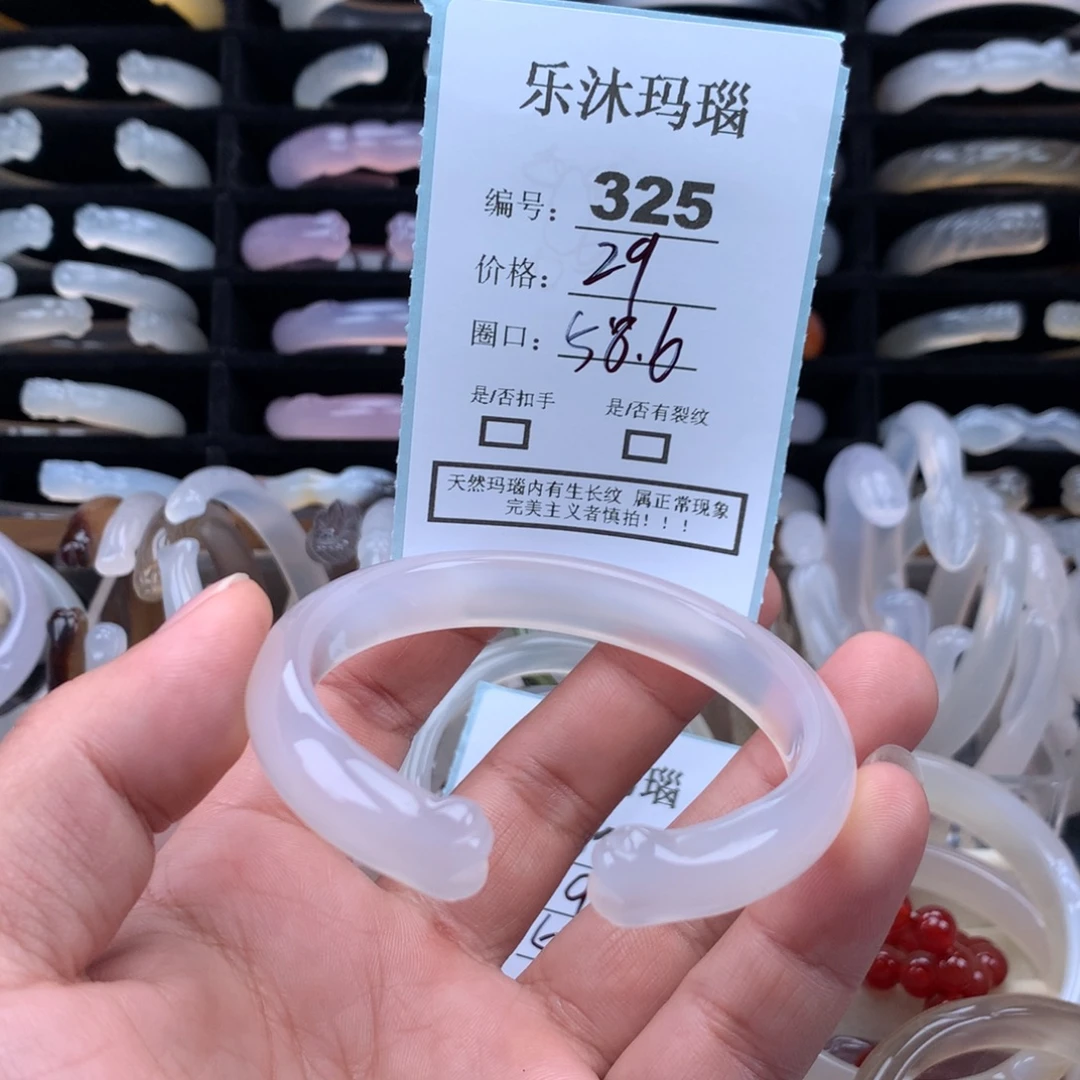 乐沐玛瑙
编号： 325
价格： 29
圈口： 58.6
是/否扣手 是/否有裂纹
天然玛瑙内有生长纹 属正常现象
完美主义者慎拍！！！
瑙
9